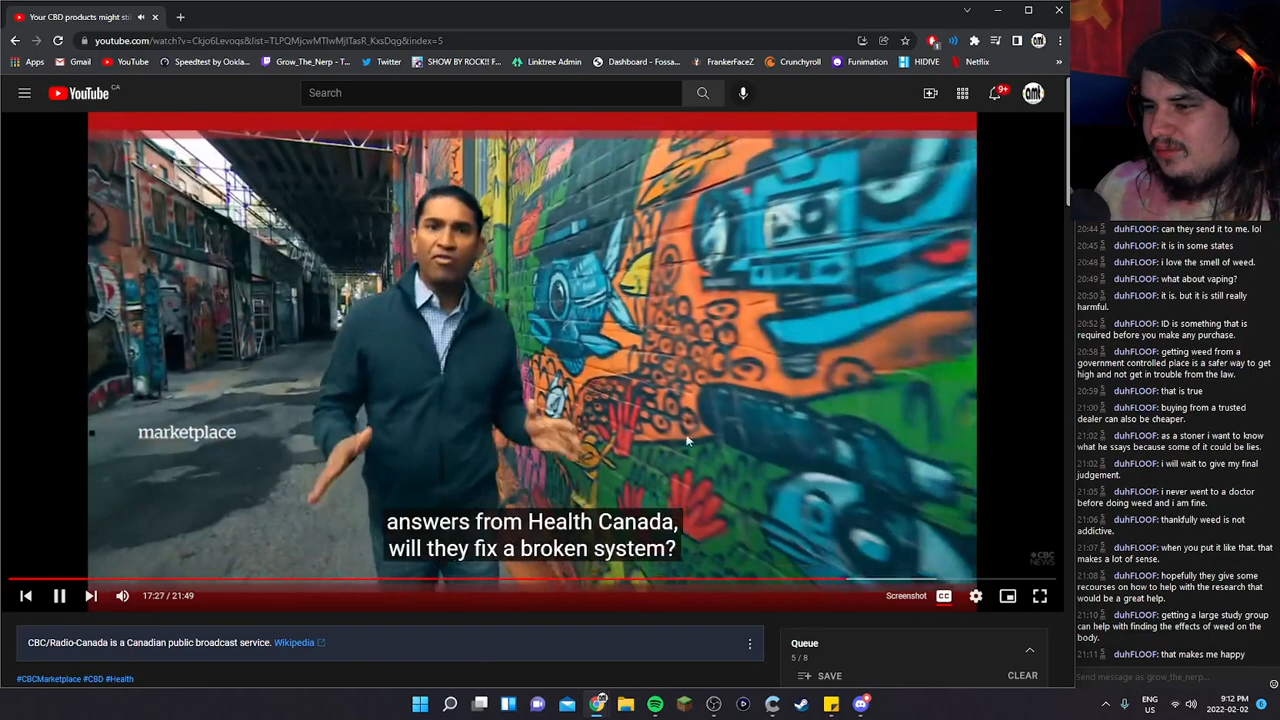 Your CBD products might sti
youtube.com/watch?v=Ckjo6Levoqs&list=TLPQMjcwMTIwMjITasR_KxsDqg&index=5
Apps
Gmail
YouTube
Speedtest by Ookla...
Grow_The_Nerp - T...
Twitter
SHOW BY ROCK!! F...
Linktree Admin
Dashboard - Fossa...
FrankerFaceZ
Crunchyroll
Funimation
HIDIVE
Netflix
»
YouTube CA
Search
9+
marketplace
answers from Health Canada,
will they fix a broken system?
CBC
NEWS
17:27 / 21:49
Screenshot
CC
CBC/Radio-Canada is a Canadian public broadcast service. Wikipedia
Queue
5 / 8
SAVE
CLEAR
#CBCMarketplace #CBD #Health
20:44 duhFLOOF: can they send it to me. lol
20:45 duhFLOOF: it is in some states
20:48 duhFLOOF: i love the smell of weed.
20:49 duhFLOOF: what about vaping?
20:50 duhFLOOF: it is. but it is still really
harmful.
20:52 duhFLOOF: ID is something that is
required before you make any purchase.
20:58 duhFLOOF: getting weed from a
government controlled place is a safer way to get
high and not get in trouble from the law.
20:59 duhFLOOF: that is true
21:00 duhFLOOF: buying from a trusted
dealer can also be cheaper.
21:02 duhFLOOF: as a stoner i want to know
what he ssays because some of it could be lies.
21:02 duhFLOOF: i will wait to give my final
judgement.
21:05 duhFLOOF: i never went to a doctor
before doing weed and i am fine.
21:06 duhFLOOF: thankfully weed is not
addictive.
21:07 duhFLOOF: when you put it like that. that
makes a lot of sense.
21:08 duhFLOOF: hopefully they give some
recourses on how to help with the research that
would be a great help.
21:10 duhFLOOF: getting a large study group
can help with finding the effects of weed on the
body.
21:11 duhFLOOF: that makes me happy
Send message as grow_the_nerp...
ENG
US
9:12 PM
2022-02-02